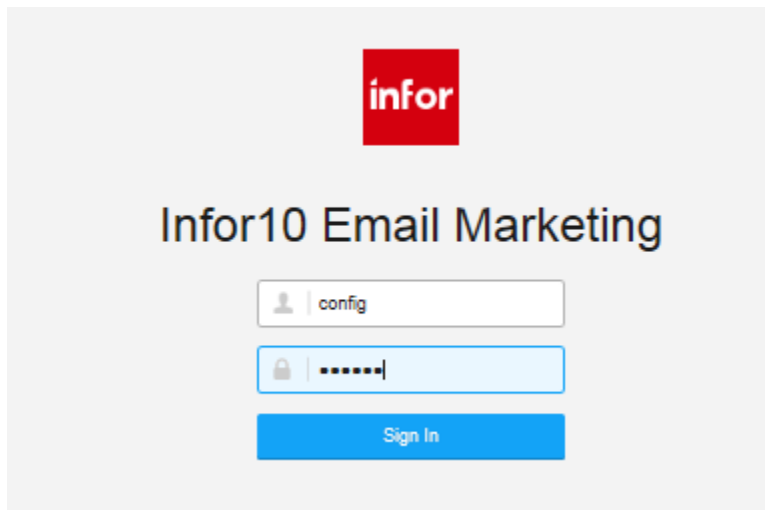 infor
Infor10 Email Marketing
config
••••••
Sign In